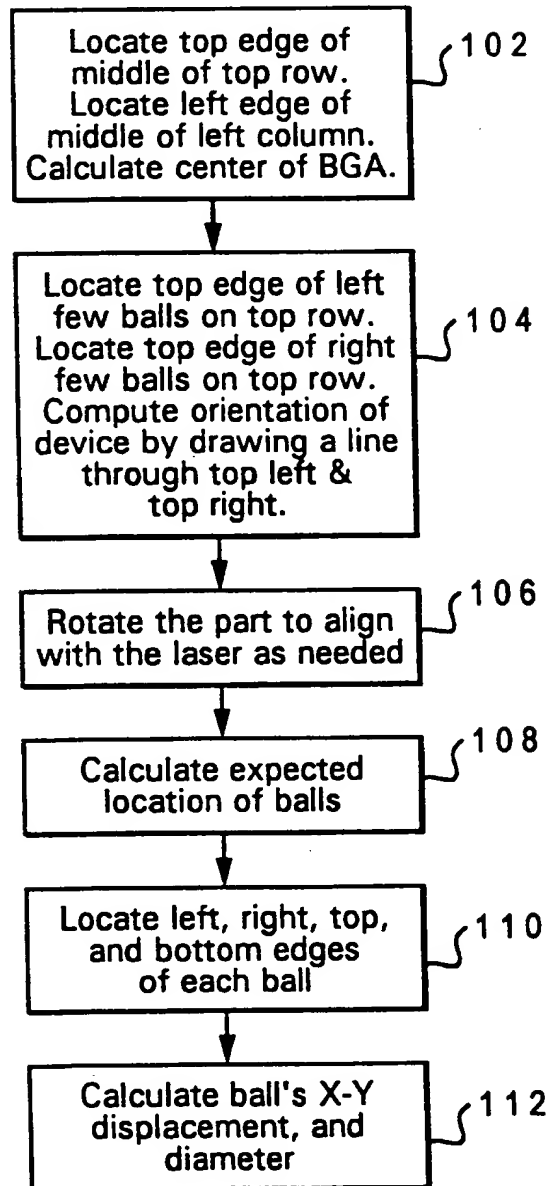 Locate top edge of
middle of top row.
Locate left edge of
middle of left column.
Calculate center of BGA.
102
Locate top edge of left
few balls on top row.
Locate top edge of right
few balls on top row.
Compute orientation of
device by drawing a line
through top left &
top right.
104
Rotate the part to align
with the laser as needed
106
Calculate expected
location of balls
108
Locate left, right, top,
and bottom edges
of each ball
110
Calculate ball's X-Y
displacement, and
diameter
112